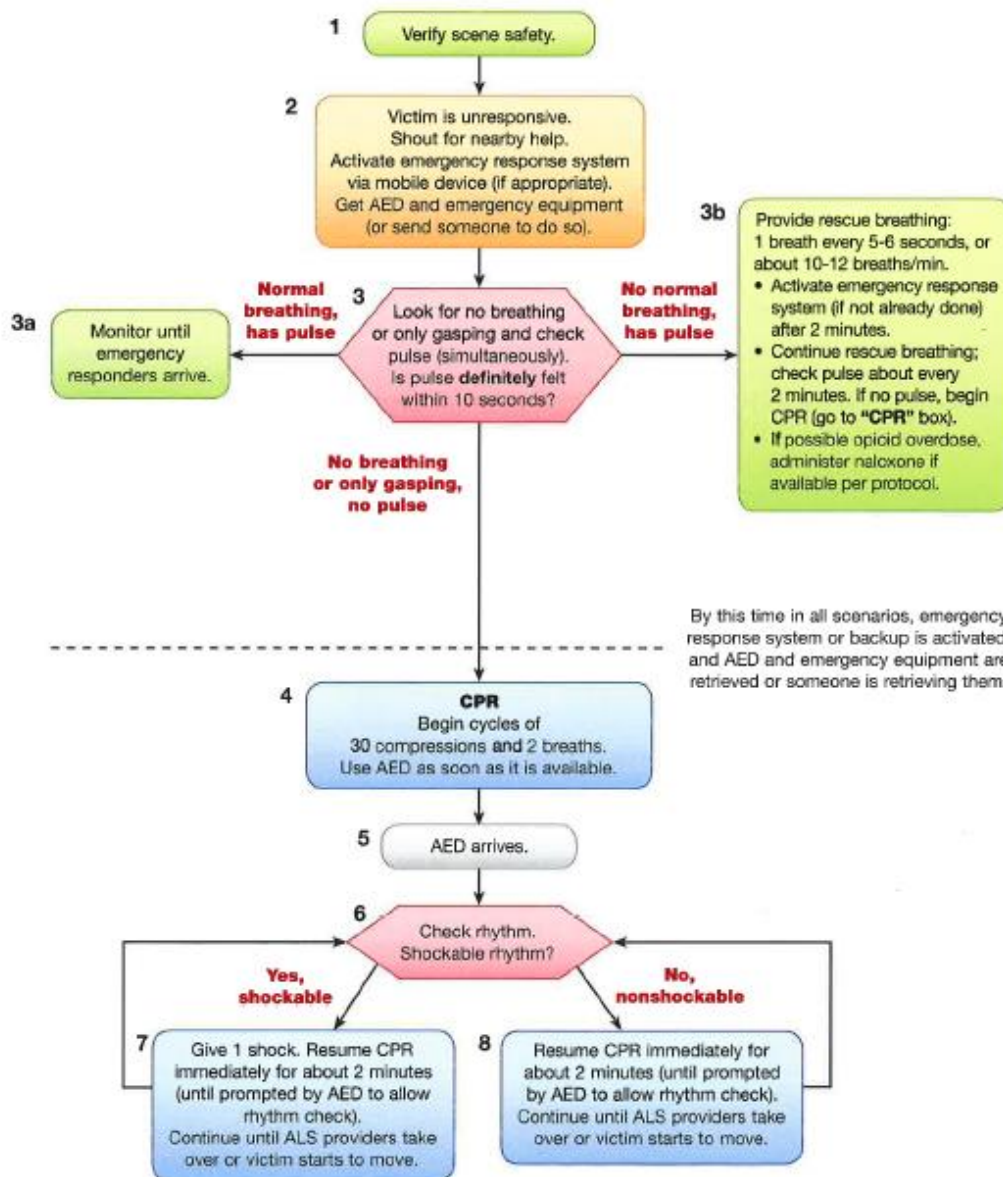 1
Verify scene safety.
2
Victim is unresponsive.
Shout for nearby help.
Activate emergency response system
via mobile device (if appropriate).
Get AED and emergency equipment
(or send someone to do so).
3
Look for no breathing
or only gasping and check
pulse (simultaneously).
Is pulse definitely felt
within 10 seconds?
Normal
breathing,
has pulse
3a
Monitor until
emergency
responders arrive.
No normal
breathing,
has pulse
3b
Provide rescue breathing:
1 breath every 5-6 seconds, or
about 10-12 breaths/min.
• Activate emergency response
system (if not already done)
after 2 minutes.
• Continue rescue breathing;
check pulse about every
2 minutes. If no pulse, begin
CPR (go to "CPR" box).
• If possible opioid overdose,
administer naloxone if
available per protocol.
No breathing
or only gasping,
no pulse
By this time in all scenarios, emergency
response system or backup is activated
and AED and emergency equipment are
retrieved or someone is retrieving them
4
CPR
Begin cycles of
30 compressions and 2 breaths.
Use AED as soon as it is available.
5
AED arrives.
6
Check rhythm.
Shockable rhythm?
Yes,
shockable
No,
nonshockable
7
Give 1 shock. Resume CPR
immediately for about 2 minutes
(until prompted by AED to allow
rhythm check).
Continue until ALS providers take
over or victim starts to move.
8
Resume CPR immediately for
about 2 minutes (until prompted
by AED to allow rhythm check).
Continue until ALS providers take
over or victim starts to move.